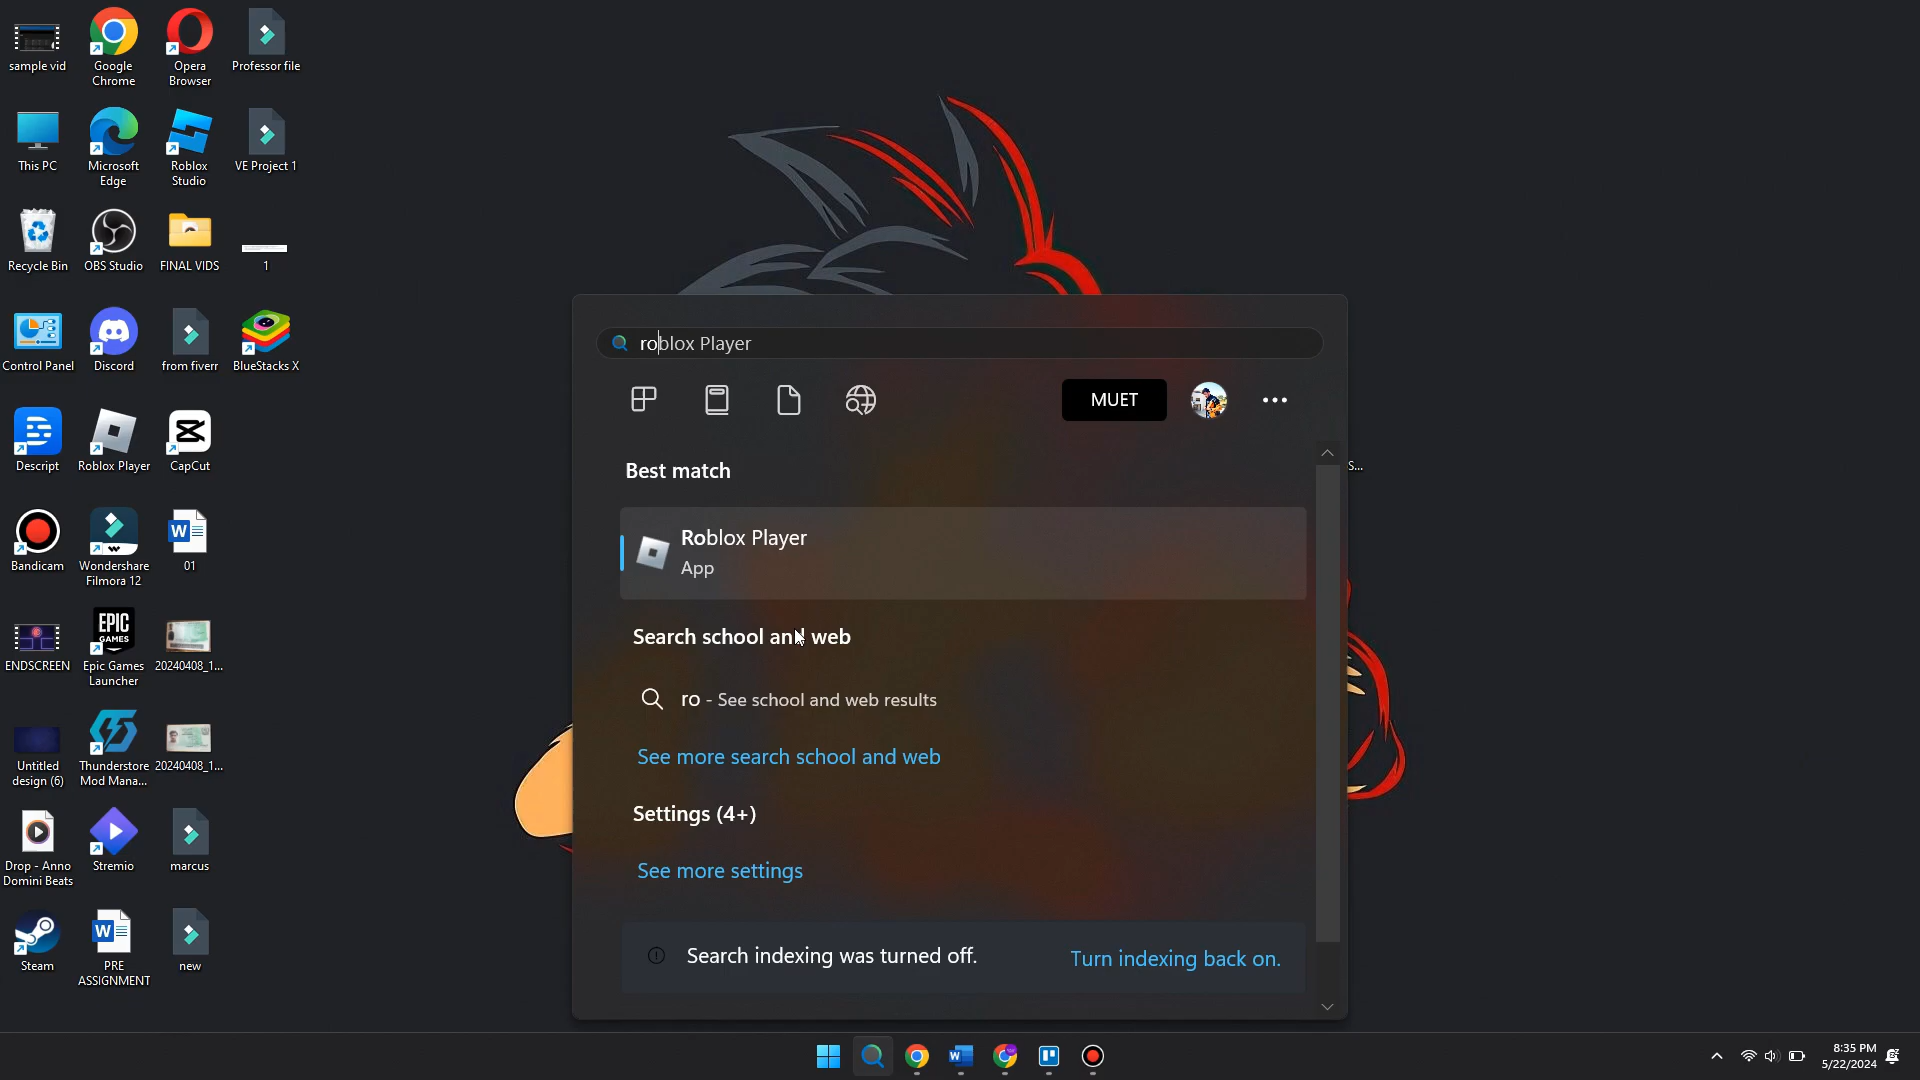 sample vid
Google
Chrome
Opera
Browser
Professor file
This PC
Microsoft
Edge
Roblox
Studio
VE Project 1
Recycle Bin
OBS Studio
FINAL VIDS
1
Control Panel
Discord
from fiverr
BlueStacks X
Descript
Roblox Player
CapCut
Bandicam
Wondershare
Filmora 12
01
ENDSCREEN
EPIC
GAMES
Epic Games
Launcher
20240408_1...
Untitled
design (6)
Thunderstore
Mod Mana...
20240408_1...
Drop - Anno
Domini Beats
Stremio
marcus
Steam
PRE
ASSIGNMENT
new
roblox Player
MUET
Best match
Roblox Player
App
Search school and web
ro - See school and web results
See more search school and web
Settings (4+)
See more settings
Search indexing was turned off.
Turn indexing back on.
S...
8:35 PM
5/22/2024